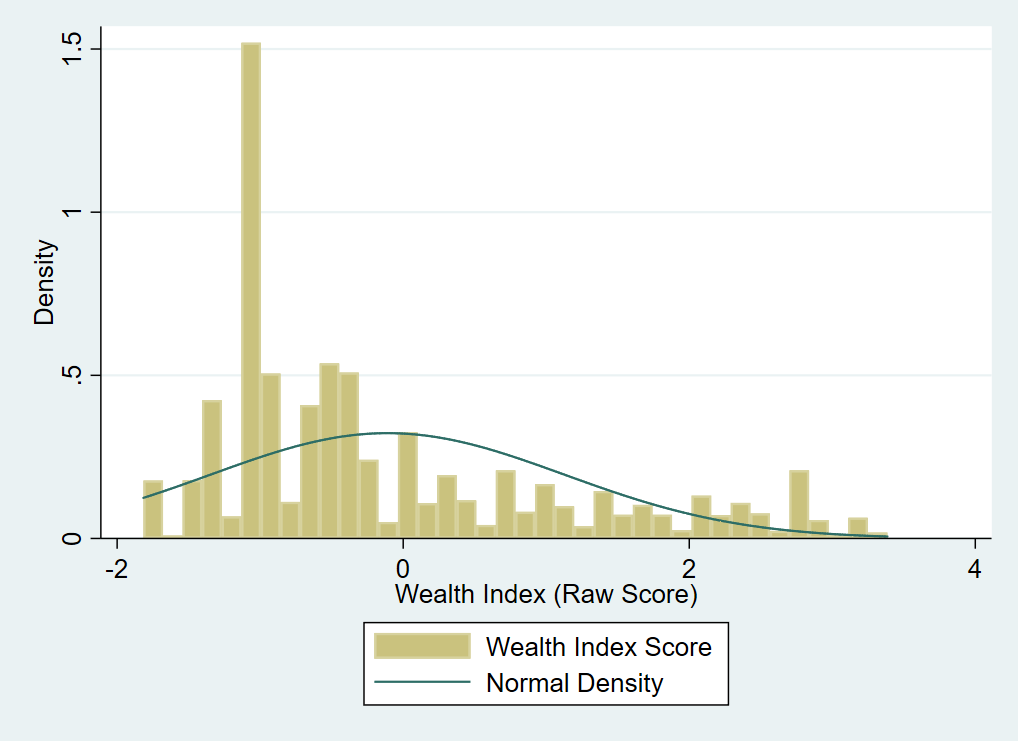 1.5
1
.5
0
Density
-2 0 2 4
Wealth Index (Raw Score)
Wealth Index Score
Normal Density